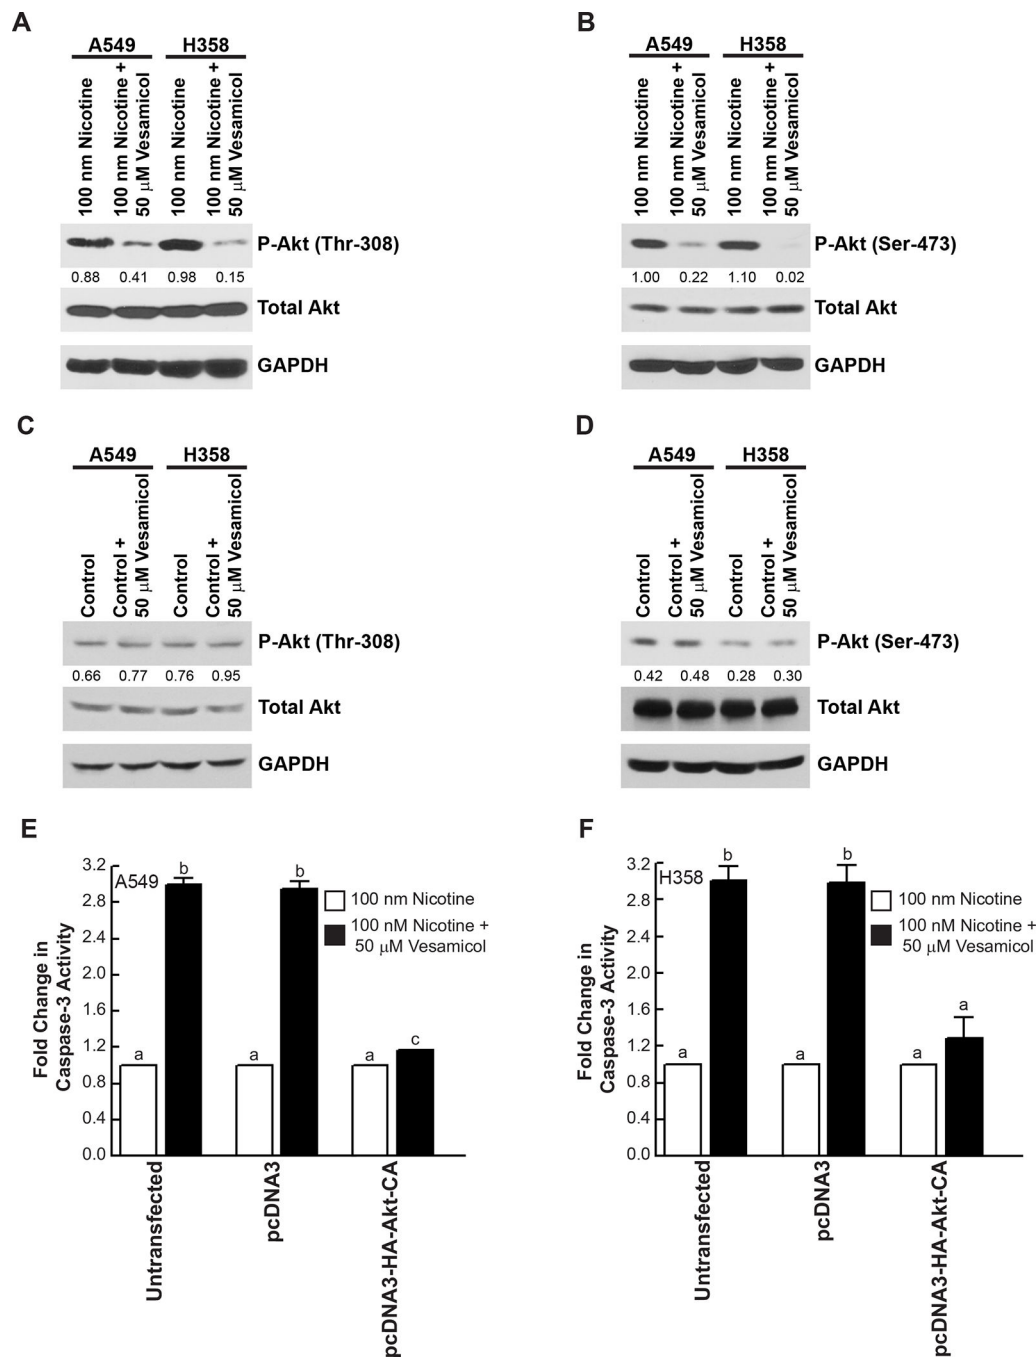 A
A549 H358
100 nm Nicotine
100 nm Nicotine +
50 μM Vesamicol
100 nm Nicotine
100 nm Nicotine +
50 μM Vesamicol
P-Akt (Thr-308)
0.88 0.41 0.98 0.15
Total Akt
GAPDH
B
A549 H358
100 nm Nicotine
100 nm Nicotine +
50 μM Vesamicol
100 nm Nicotine
100 nm Nicotine +
50 μM Vesamicol
P-Akt (Ser-473)
1.00 0.22 1.10 0.02
Total Akt
GAPDH
C
A549 H358
Control
Control +
50 μM Vesamicol
Control
Control +
50 μM Vesamicol
P-Akt (Thr-308)
0.66 0.77 0.76 0.95
Total Akt
GAPDH
D
A549 H358
Control
Control +
50 μM Vesamicol
Control
Control +
50 μM Vesamicol
P-Akt (Ser-473)
0.42 0.48 0.28 0.30
Total Akt
GAPDH
E
Fold Change in
Caspase-3 Activity
3.2
2.8
2.4
2.0
1.6
1.2
0.8
0.4
0.0
A549
100 nm Nicotine
100 nM Nicotine +
50 μM Vesamicol
a b a b a c
Untransfected
pcDNA3
pcDNA3-HA-Akt-CA
F
Fold Change in
Caspase-3 Activity
3.2
2.8
2.4
2.0
1.6
1.2
0.8
0.4
0.0
H358
100 nm Nicotine
100 nM Nicotine +
50 μM Vesamicol
a b a b a a
Untransfected
pcDNA3
pcDNA3-HA-Akt-CA